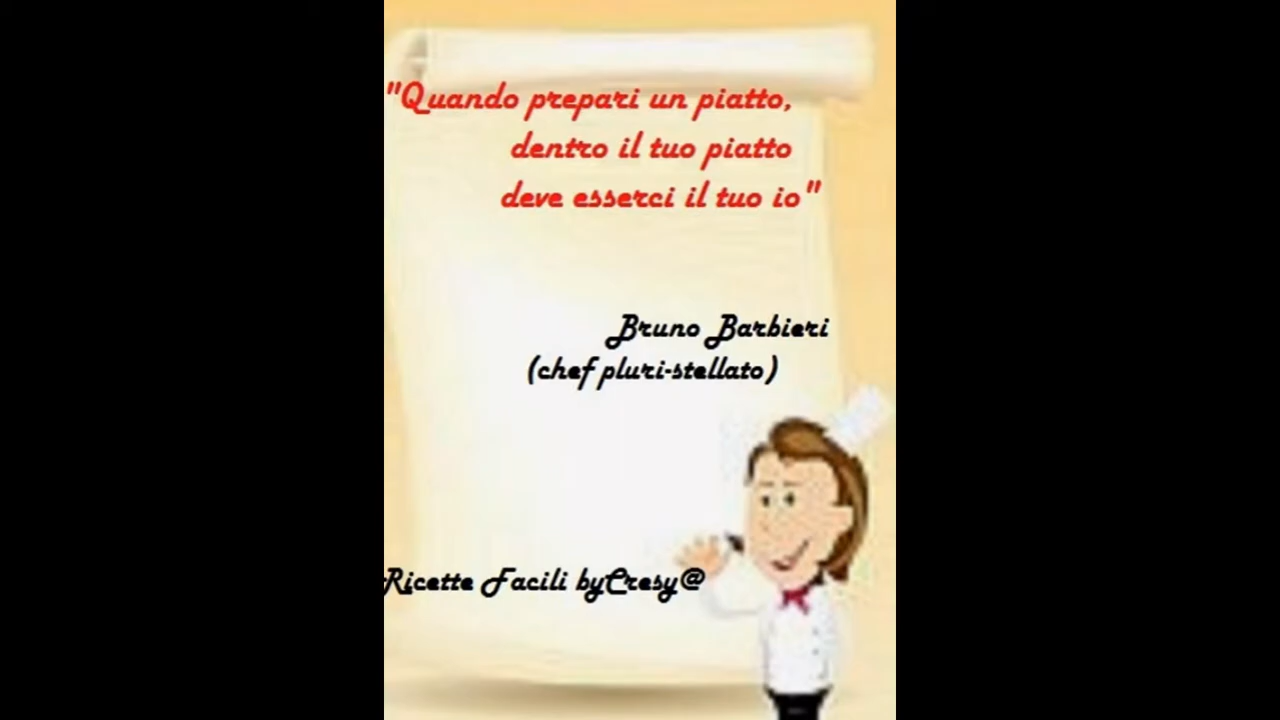 "Quando prepari un piatto,
dentro il tuo piatto
deve esserci il tuo io"
Bruno Barbieri
(chef pluri-stellato)
Ricette Facili byCresy@